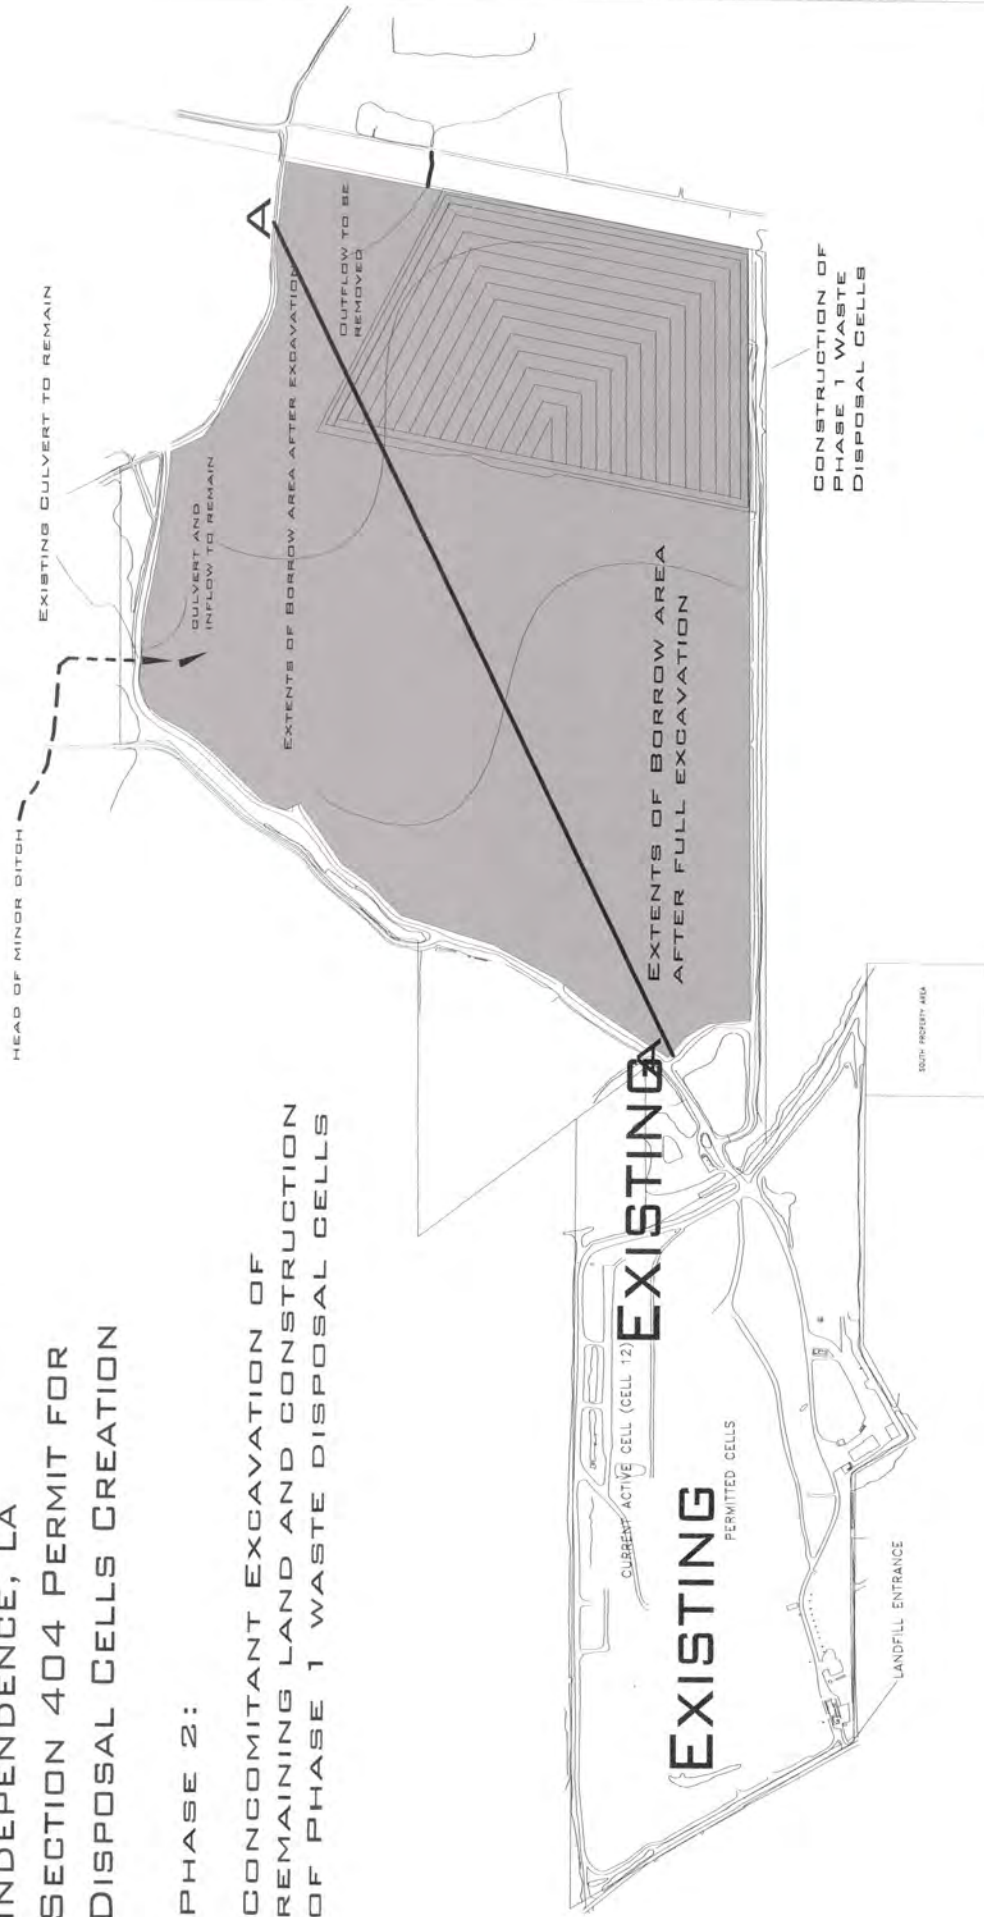 INDEPENDENCE, LA
SECTION 404 PERMIT FOR
DISPOSAL CELLS CREATION
PHASE 2:
CONCOMITANT EXCAVATION OF
REMAINING LAND AND CONSTRUCTION
OF PHASE 1 WASTE DISPOSAL CELLS
HEAD OF MINOR DITCH
EXISTING CULVERT TO REMAIN
CULVERT AND
INFLOW TO REMAIN
A
EXTENTS OF BORROW AREA AFTER EXCAVATION
OUTFLOW TO BE
REMOVED
EXTENTS OF BORROW AREA
AFTER FULL EXCAVATION
A
CONSTRUCTION OF
PHASE 1 WASTE
DISPOSAL CELLS
EXISTING
CURRENT ACTIVE CELL (CELL 12)
EXISTING
PERMITTED CELLS
LANDFILL ENTRANCE
SOUTH PROPERTY AREA